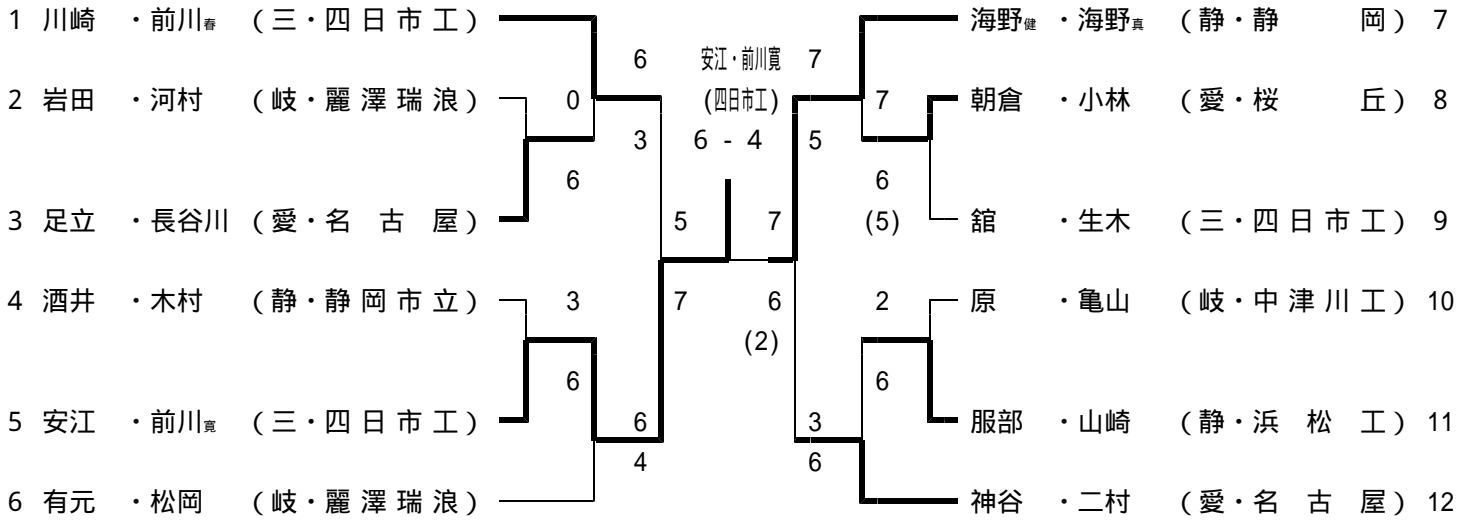 1 川崎 ・前川春 (三・四日市工) 海野健 ・海野真 (静・静 岡) 7
6 安江・前川寛 7
2 岩田 ・河村 (岐・麗澤瑞浪) 0 (四日市工) 7 朝倉 ・小林 (愛・桜 丘) 8
3 6 - 4 5
6 6
3 足立 ・長谷川 (愛・名 古 屋) 5 7 (5) 舘 ・生木 (三・四日市工) 9
4 酒井 ・木村 (静・静岡市立) 3 7 6 2 原 ・亀山 (岐・中津川工) 10
(2)
6 6
5 安江 ・前川寛 (三・四日市工) 6 3 服部 ・山崎 (静・浜 松 工) 11
4 6
6 有元 ・松岡 (岐・麗澤瑞浪) 神谷 ・二村 (愛・名 古 屋) 12